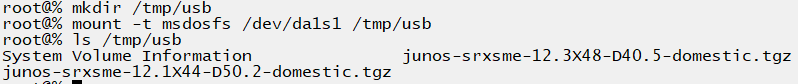 root@% mkdir /tmp/usb
root@% mount -t msdosfs /dev/da1s1 /tmp/usb
root@% ls /tmp/usb
System Volume Information junos-srxsme-12.3X48-D40.5-domestic.tgz
junos-srxsme-12.1X44-D50.2-domestic.tgz